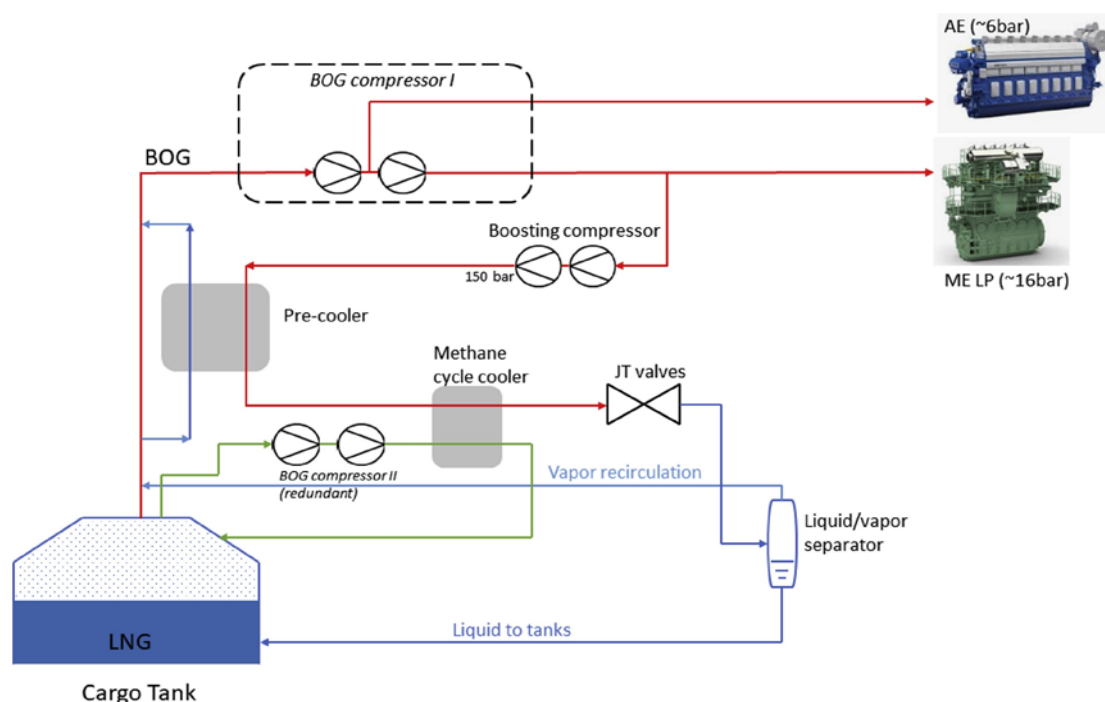 AE (~6bar)
BOG compressor I
BOG
ME LP (~16bar)
Boosting compressor
150 bar
Pre-cooler
Methane
cycle cooler
JT valves
BOG compressor II
(redundant)
Vapor recirculation
Liquid/vapor
separator
LNG
Liquid to tanks
Cargo Tank